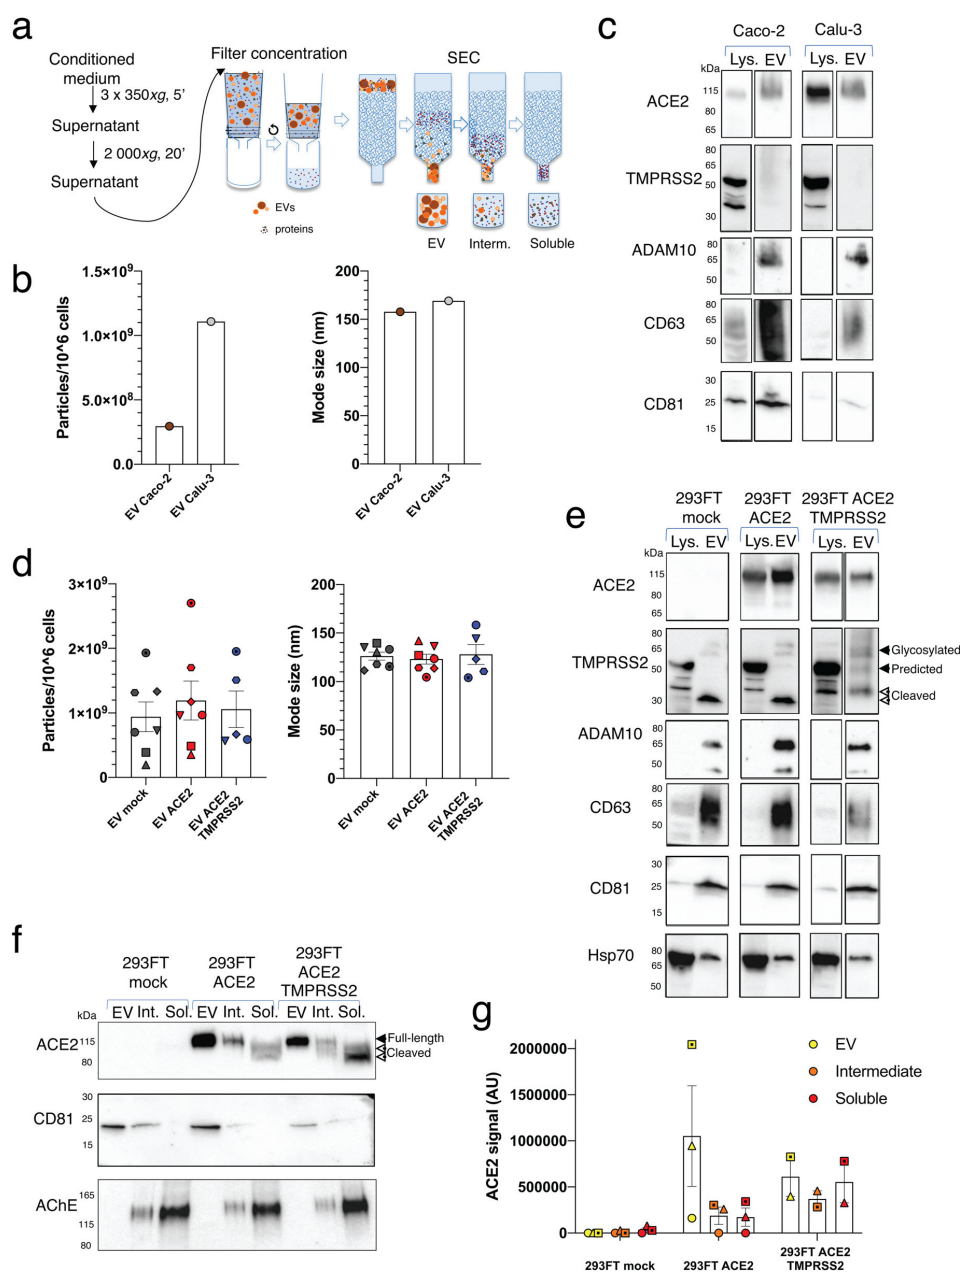 a
Conditioned
medium
3 x 350xg, 5'
Supernatant
2 000xg, 20'
Supernatant
Filter concentration
SEC
EVs
proteins
EV
Interm.
Soluble
b
Particles/10^6 cells
1.5×10⁹
1.0×10⁹
5.0×10⁸
0.0
EV Caco-2
EV Calu-3
Mode size (nm)
200
150
100
50
0
EV Caco-2
EV Calu-3
c
Caco-2 Calu-3
Lys. EV Lys. EV
kDa
ACE2
115
80
65
TMPRSS2
80
65
50
30
ADAM10
80
65
50
CD63
80
65
50
CD81
30
25
15
d
Particles/10^6 cells
3×10⁹
2×10⁹
1×10⁹
0
EV mock
EV ACE2
EV ACE2
TMPRSS2
Mode size (nm)
200
150
100
50
0
EV mock
EV ACE2
EV ACE2
TMPRSS2
e
293FT
mock
293FT
ACE2
293FT ACE2
TMPRSS2
Lys. EV Lys. EV Lys. EV
kDa
ACE2
115
80
65
TMPRSS2
80
65
50
30
Glycosylated
Predicted
Cleaved
ADAM10
80
65
50
CD63
80
65
50
CD81
30
25
15
Hsp70
80
65
50
f
293FT
mock
293FT
ACE2
293FT
ACE2
TMPRSS2
EV Int. Sol. EV Int. Sol. EV Int. Sol.
kDa
ACE2
115
80
Full-length
Cleaved
CD81
30
25
15
AChE
165
115
80
g
ACE2 signal (AU)
2000000
1500000
1000000
500000
0
EV
Intermediate
Soluble
293FT mock
293FT ACE2
293FT ACE2
TMPRSS2